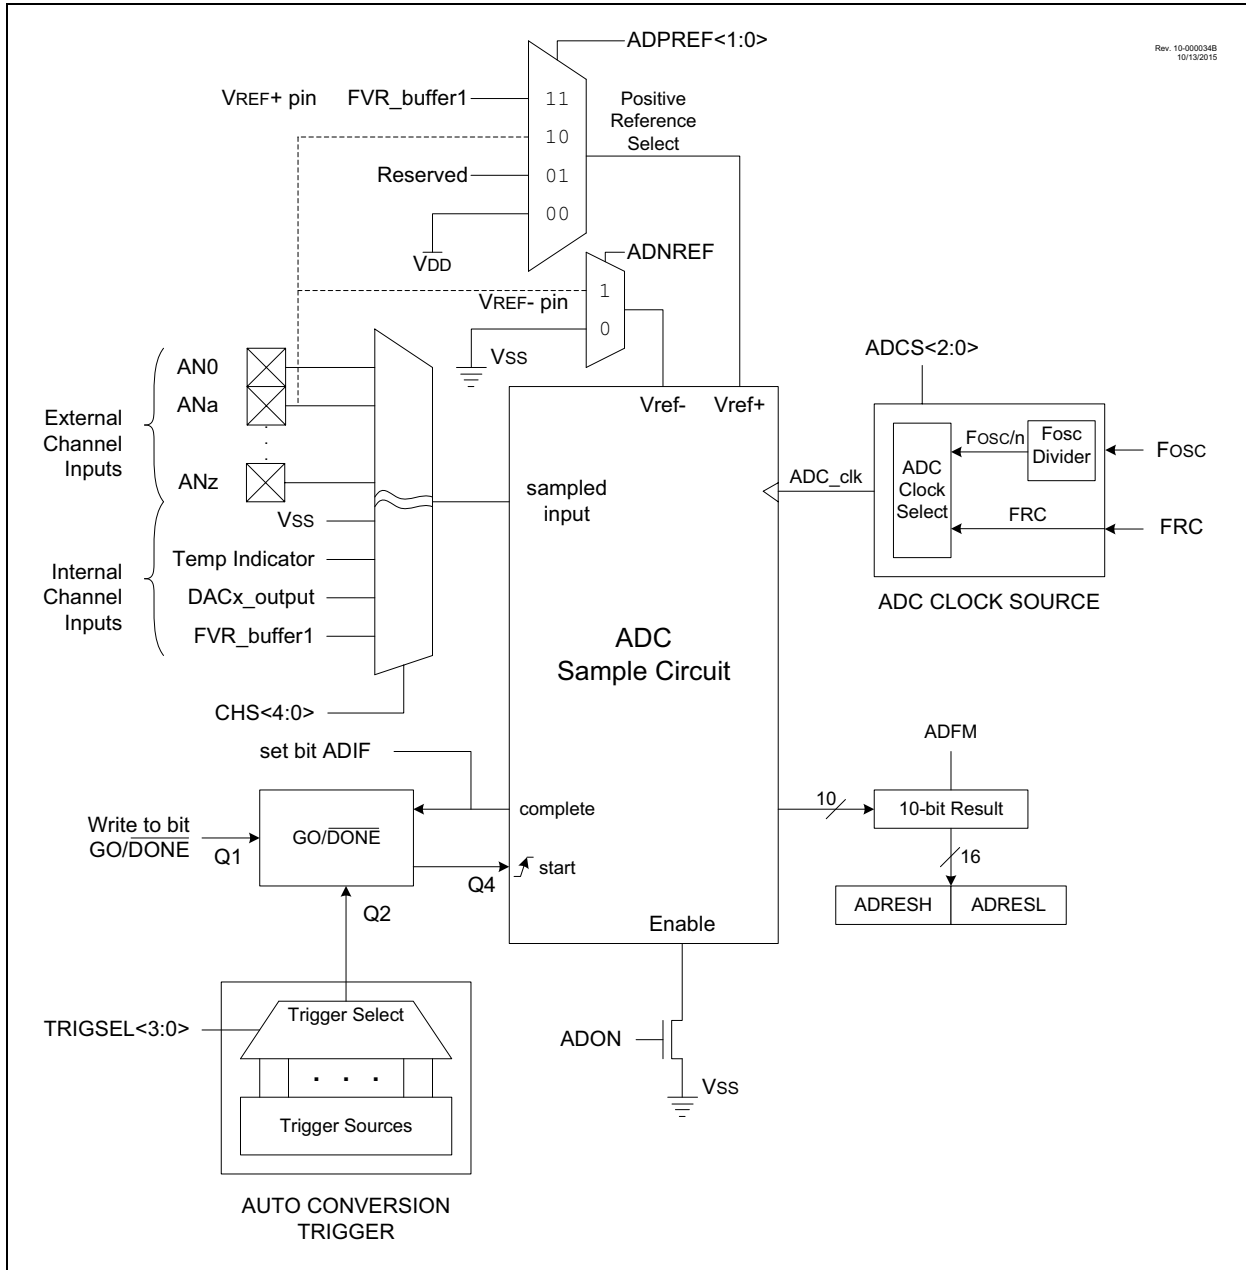 ADPREF<1:0>
Rev. 10-000034B
10/13/2015
VREF+ pin
FVR_buffer1
11
Positive
Reference
Select
10
Reserved
01
00
VDD
ADNREF
VREF- pin
1
0
VSS
ADCS<2:0>
External
Channel
Inputs
AN0
ANa
.
.
.
ANz
Vref-
Vref+
ADC_clk
ADC
Clock
Select
FOSC/n
Fosc
Divider
FOSC
FRC
FRC
ADC CLOCK SOURCE
sampled
input
Internal
Channel
Inputs
VSS
Temp Indicator
DACx_output
FVR_buffer1
CHS<4:0>
ADC
Sample Circuit
set bit ADIF
complete
Write to bit
GO/DONE
Q1
GO/DONE
Q4
start
Q2
ADFM
10
10-bit Result
16
ADRESH
ADRESL
Enable
ADON
VSS
TRIGSEL<3:0>
Trigger Select
. . .
Trigger Sources
AUTO CONVERSION
TRIGGER